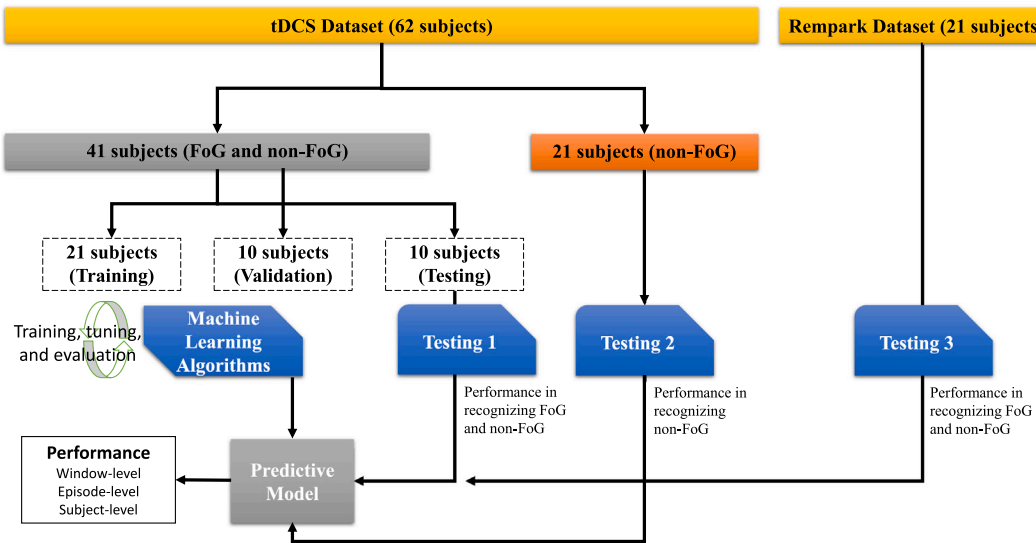 tDCS Dataset (62 subjects)
Rempark Dataset (21 subjects
41 subjects (FoG and non-FoG)
21 subjects (non-FoG)
21 subjects
(Training)
10 subjects
(Validation)
10 subjects
(Testing)
Training, tuning,
and evaluation
Machine
Learning
Algorithms
Testing 1
Testing 2
Testing 3
Performance in
recognizing FoG
and non-FoG
Performance in
recognizing
non-FoG
Performance in
recognizing FoG
and non-FoG
Performance
Window-level
Episode-level
Subject-level
Predictive
Model